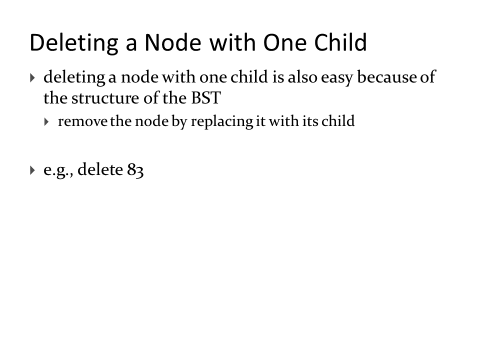 Deleting a Node with One Child
deleting a node with one child is also easy because of
the structure of the BST
remove the node by replacing it with its child
e.g., delete 83